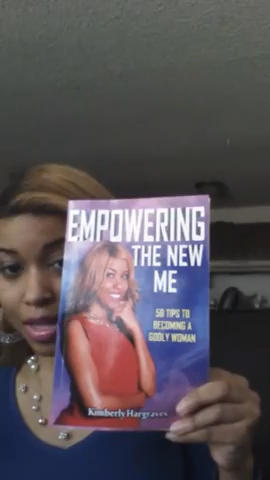 EMPOWERING
THE NEW
ME
50 TIPS TO
BECOMING A
GODLY WOMAN
Kimberly Hargraves